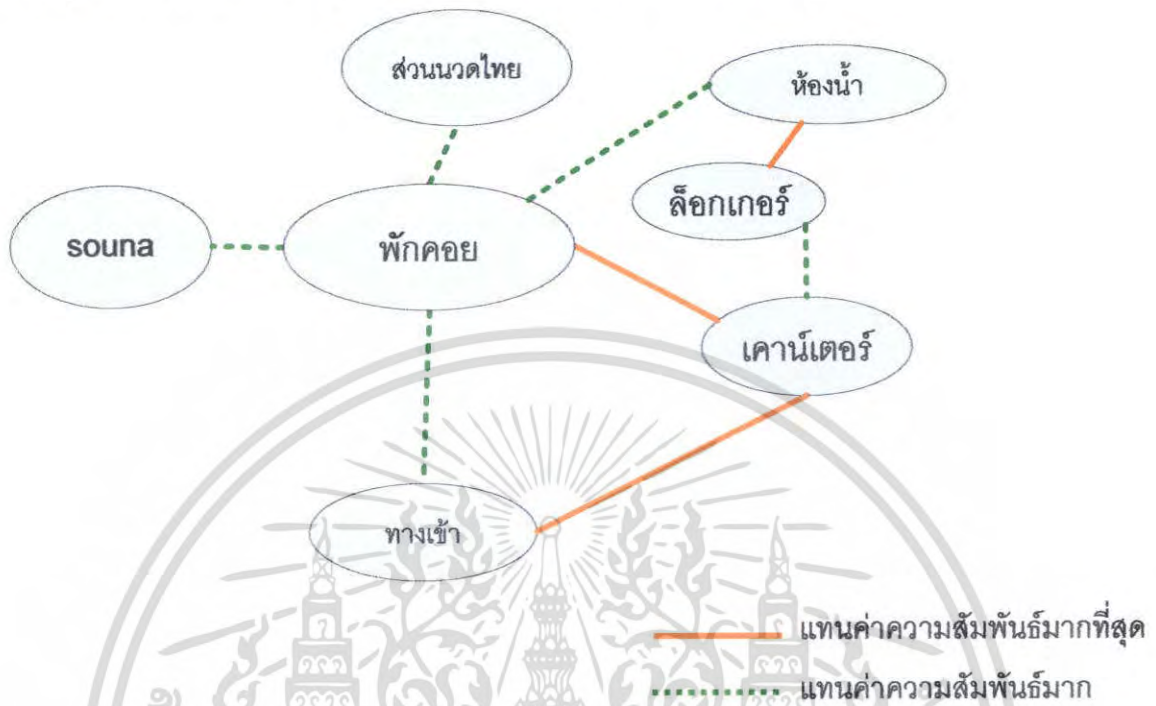 ส่วนนวดไทย
ห้องน้ำ
ล็อกเกอร์
souna
พักคอย
เคาน์เตอร์
ทางเข้า
แทนค่าความสัมพันธ์มากที่สุด
แทนค่าความสัมพันธ์มาก